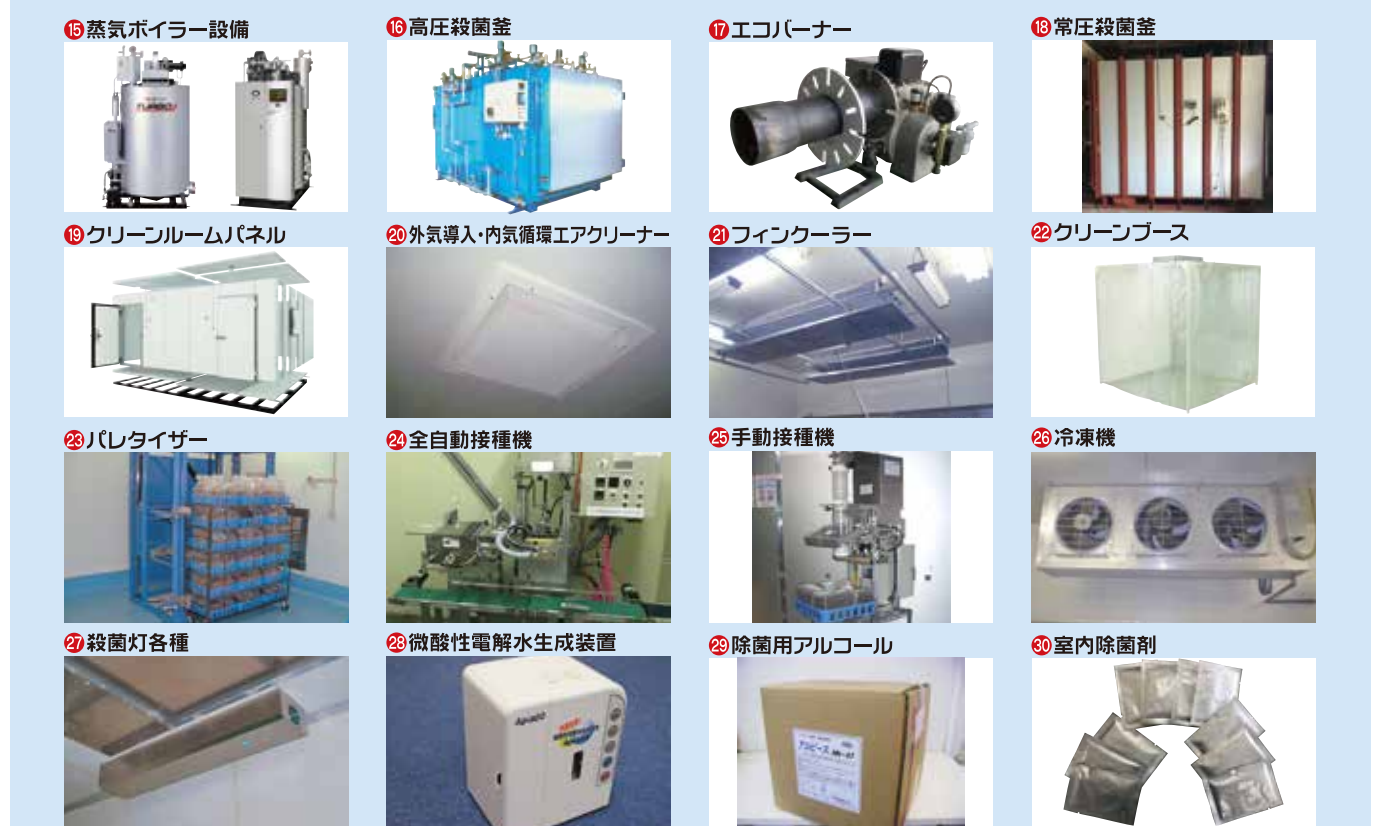 ⑮蒸気ボイラー設備
⑯高圧殺菌釜
⑰エコバーナー
⑱常圧殺菌釜
TURBO
⑲クリーンルームパネル
⑳外気導入・内気循環エアクリーナー
㉑フィンクーラー
㉒クリーンブース
㉓パレタイザー
㉔全自動接種機
㉕手動接種機
㉖冷凍機
㉗殺菌灯各種
㉘微酸性電解水生成装置
㉙除菌用アルコール
㉚室内除菌剤